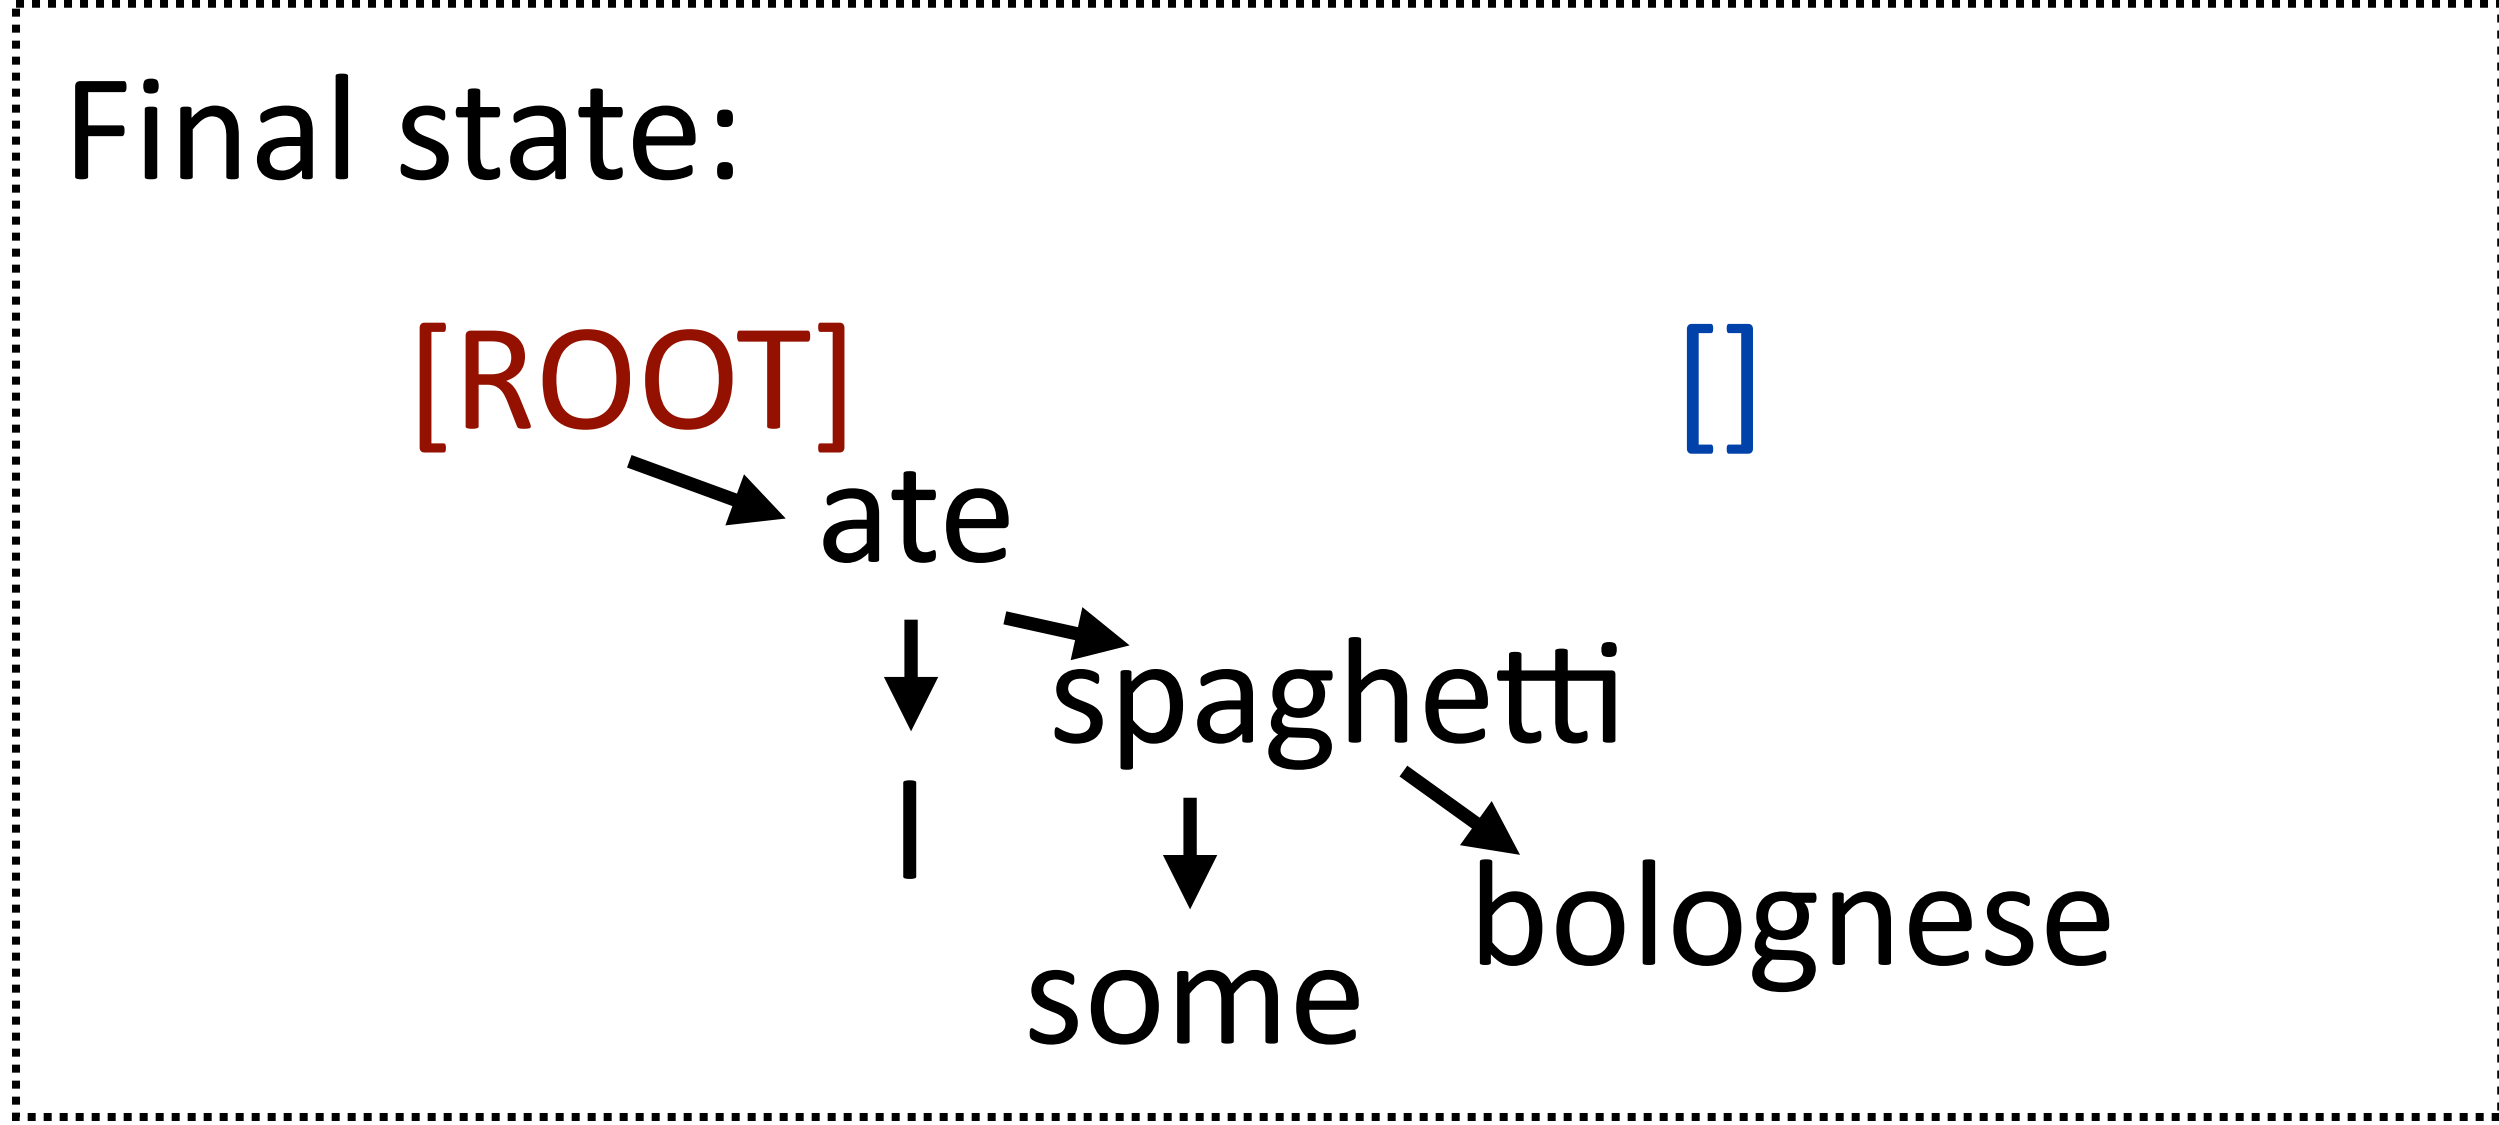 Final state:
[ROOT] []
ate
spaghetti
I
bolognese
some